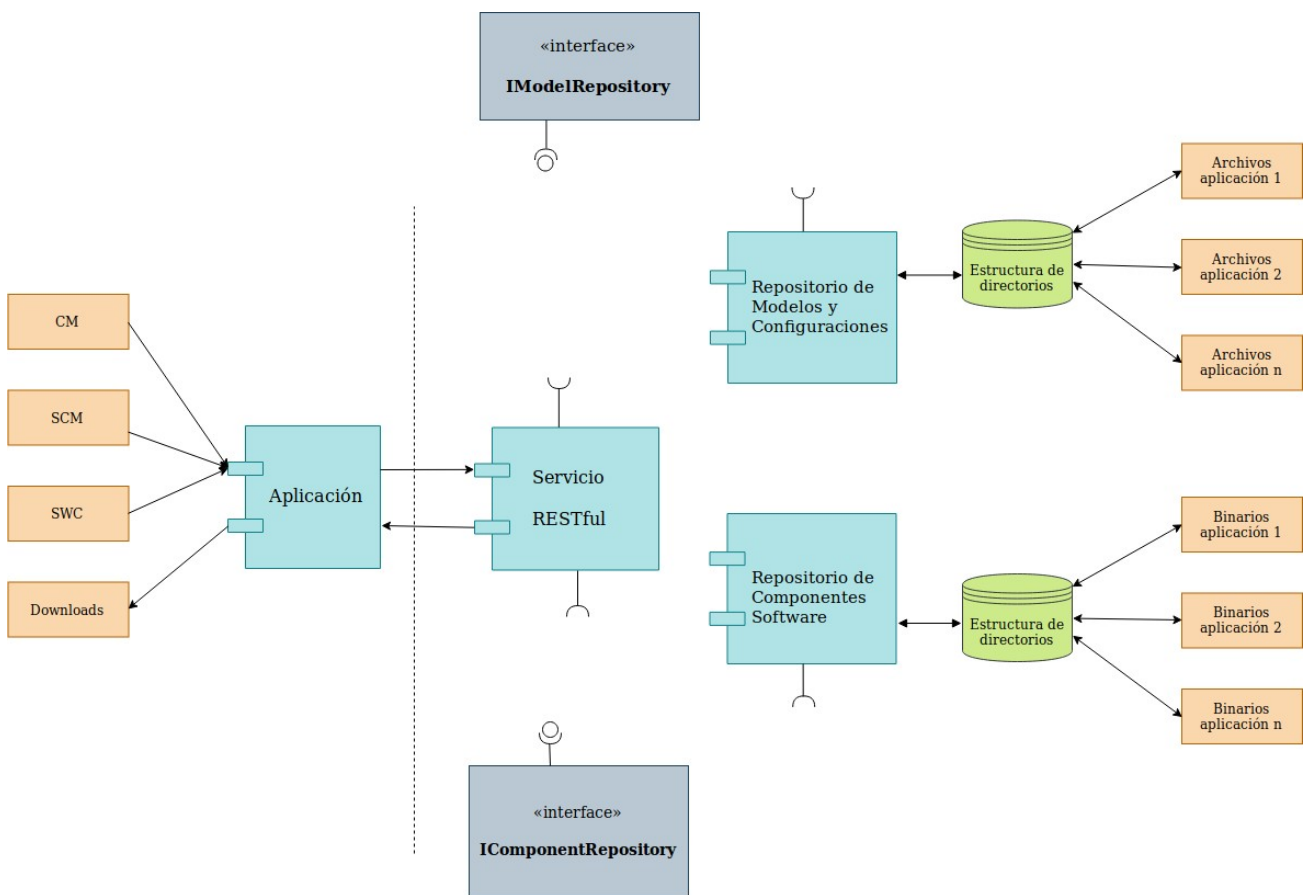 «interface»
IModelRepository
Archivos
aplicación 1
Repositorio de
Modelos y
Configuraciones
Estructura de
directorios
Archivos
aplicación 2
Archivos
aplicación n
CM
SCM
SWC
Downloads
Aplicación
Servicio
RESTful
Repositorio de
Componentes
Software
Estructura de
directorios
Binarios
aplicación 1
Binarios
aplicación 2
Binarios
aplicación n
«interface»
IComponentRepository